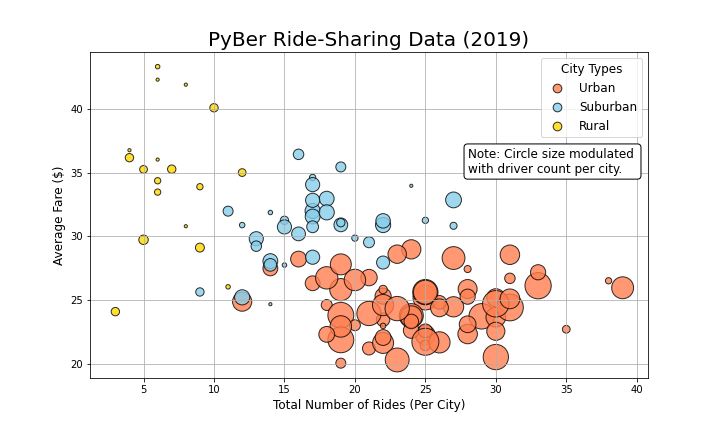 PyBer Ride-Sharing Data (2019)
City Types
Urban
Suburban
Rural
Note: Circle size modulated
with driver count per city.
Average Fare ($)
40
35
30
25
20
5
10
15
20
25
30
35
40
Total Number of Rides (Per City)